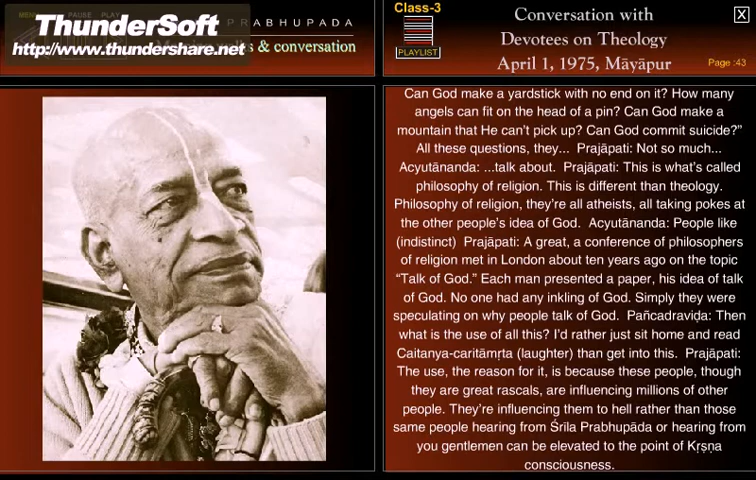 MENU PAUSE PLAY
ThunderSoft
PRABHUPADA
http://www.thundershare.net
& conversation
Class-3
PLAYLIST
Conversation with
Devotees on Theology
April 1, 1975, Māyāpur
X
Page :43
Can God make a yardstick with no end on it? How many
angels can fit on the head of a pin? Can God make a
mountain that He can't pick up? Can God commit suicide?”
All these questions, they... Prajāpati: Not so much...
Acyutānanda: ...talk about. Prajāpati: This is what's called
philosophy of religion. This is different than theology.
Philosophy of religion, they're all atheists, all taking pokes at
the other people's idea of God. Acyutānanda: People like
(indistinct) Prajāpati: A great, a conference of philosophers
of religion met in London about ten years ago on the topic
“Talk of God.” Each man presented a paper, his idea of talk
of God. No one had any inkling of God. Simply they were
speculating on why people talk of God. Pañcadraviḍa: Then
what is the use of all this? I'd rather just sit home and read
Caitanya-caritāmṛta (laughter) than get into this. Prajāpati:
The use, the reason for it, is because these people, though
they are great rascals, are influencing millions of other
people. They're influencing them to hell rather than those
same people hearing from Śrīla Prabhupāda or hearing from
you gentlemen can be elevated to the point of Kṛṣṇa
consciousness.